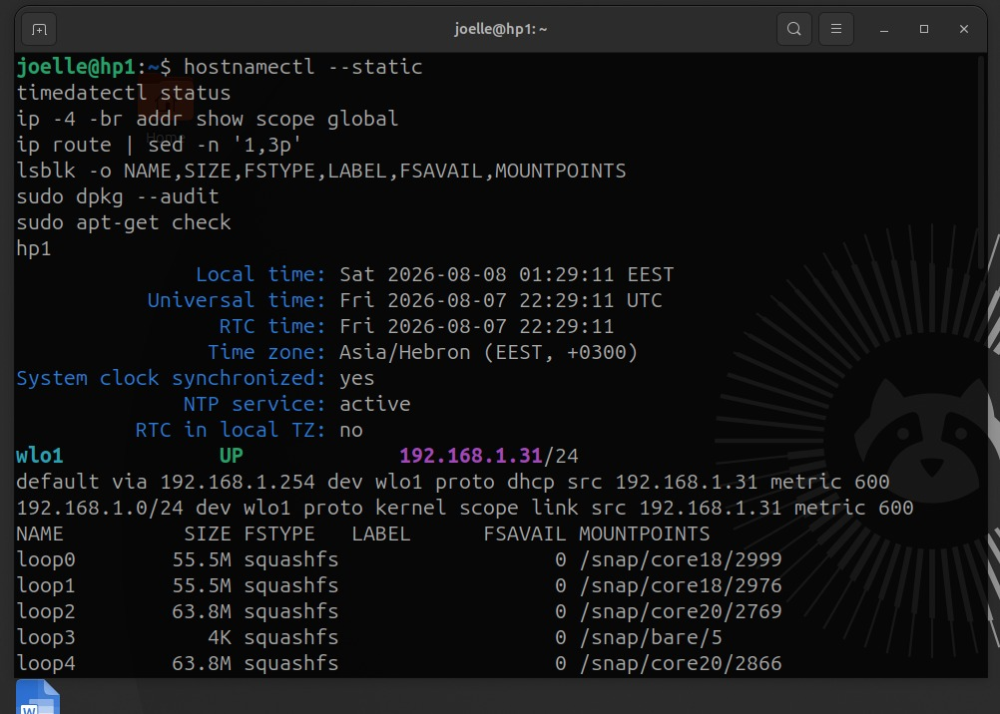 joelle@hp1: ~
joelle@hp1:~$ hostnamectl --static
timedatectl status
ip -4 -br addr show scope global
ip route | sed -n '1,3p'
Home
lsblk -o NAME,SIZE,FSTYPE,LABEL,FSAVAIL,MOUNTPOINTS
sudo dpkg --audit
sudo apt-get check
hp1
Local time: Sat 2026-08-08 01:29:11 EEST
Universal time: Fri 2026-08-07 22:29:11 UTC
RTC time: Fri 2026-08-07 22:29:11
Time zone: Asia/Hebron (EEST, +0300)
System clock synchronized: yes
NTP service: active
RTC in local TZ: no
wlo1 UP 192.168.1.31/24
default via 192.168.1.254 dev wlo1 proto dhcp src 192.168.1.31 metric 600
192.168.1.0/24 dev wlo1 proto kernel scope link src 192.168.1.31 metric 600
NAME SIZE FSTYPE LABEL FSAVAIL MOUNTPOINTS
loop0 55.5M squashfs 0 /snap/core18/2999
loop1 55.5M squashfs 0 /snap/core18/2976
loop2 63.8M squashfs 0 /snap/core20/2769
loop3 4K squashfs 0 /snap/bare/5
loop4 63.8M squashfs 0 /snap/core20/2866
W